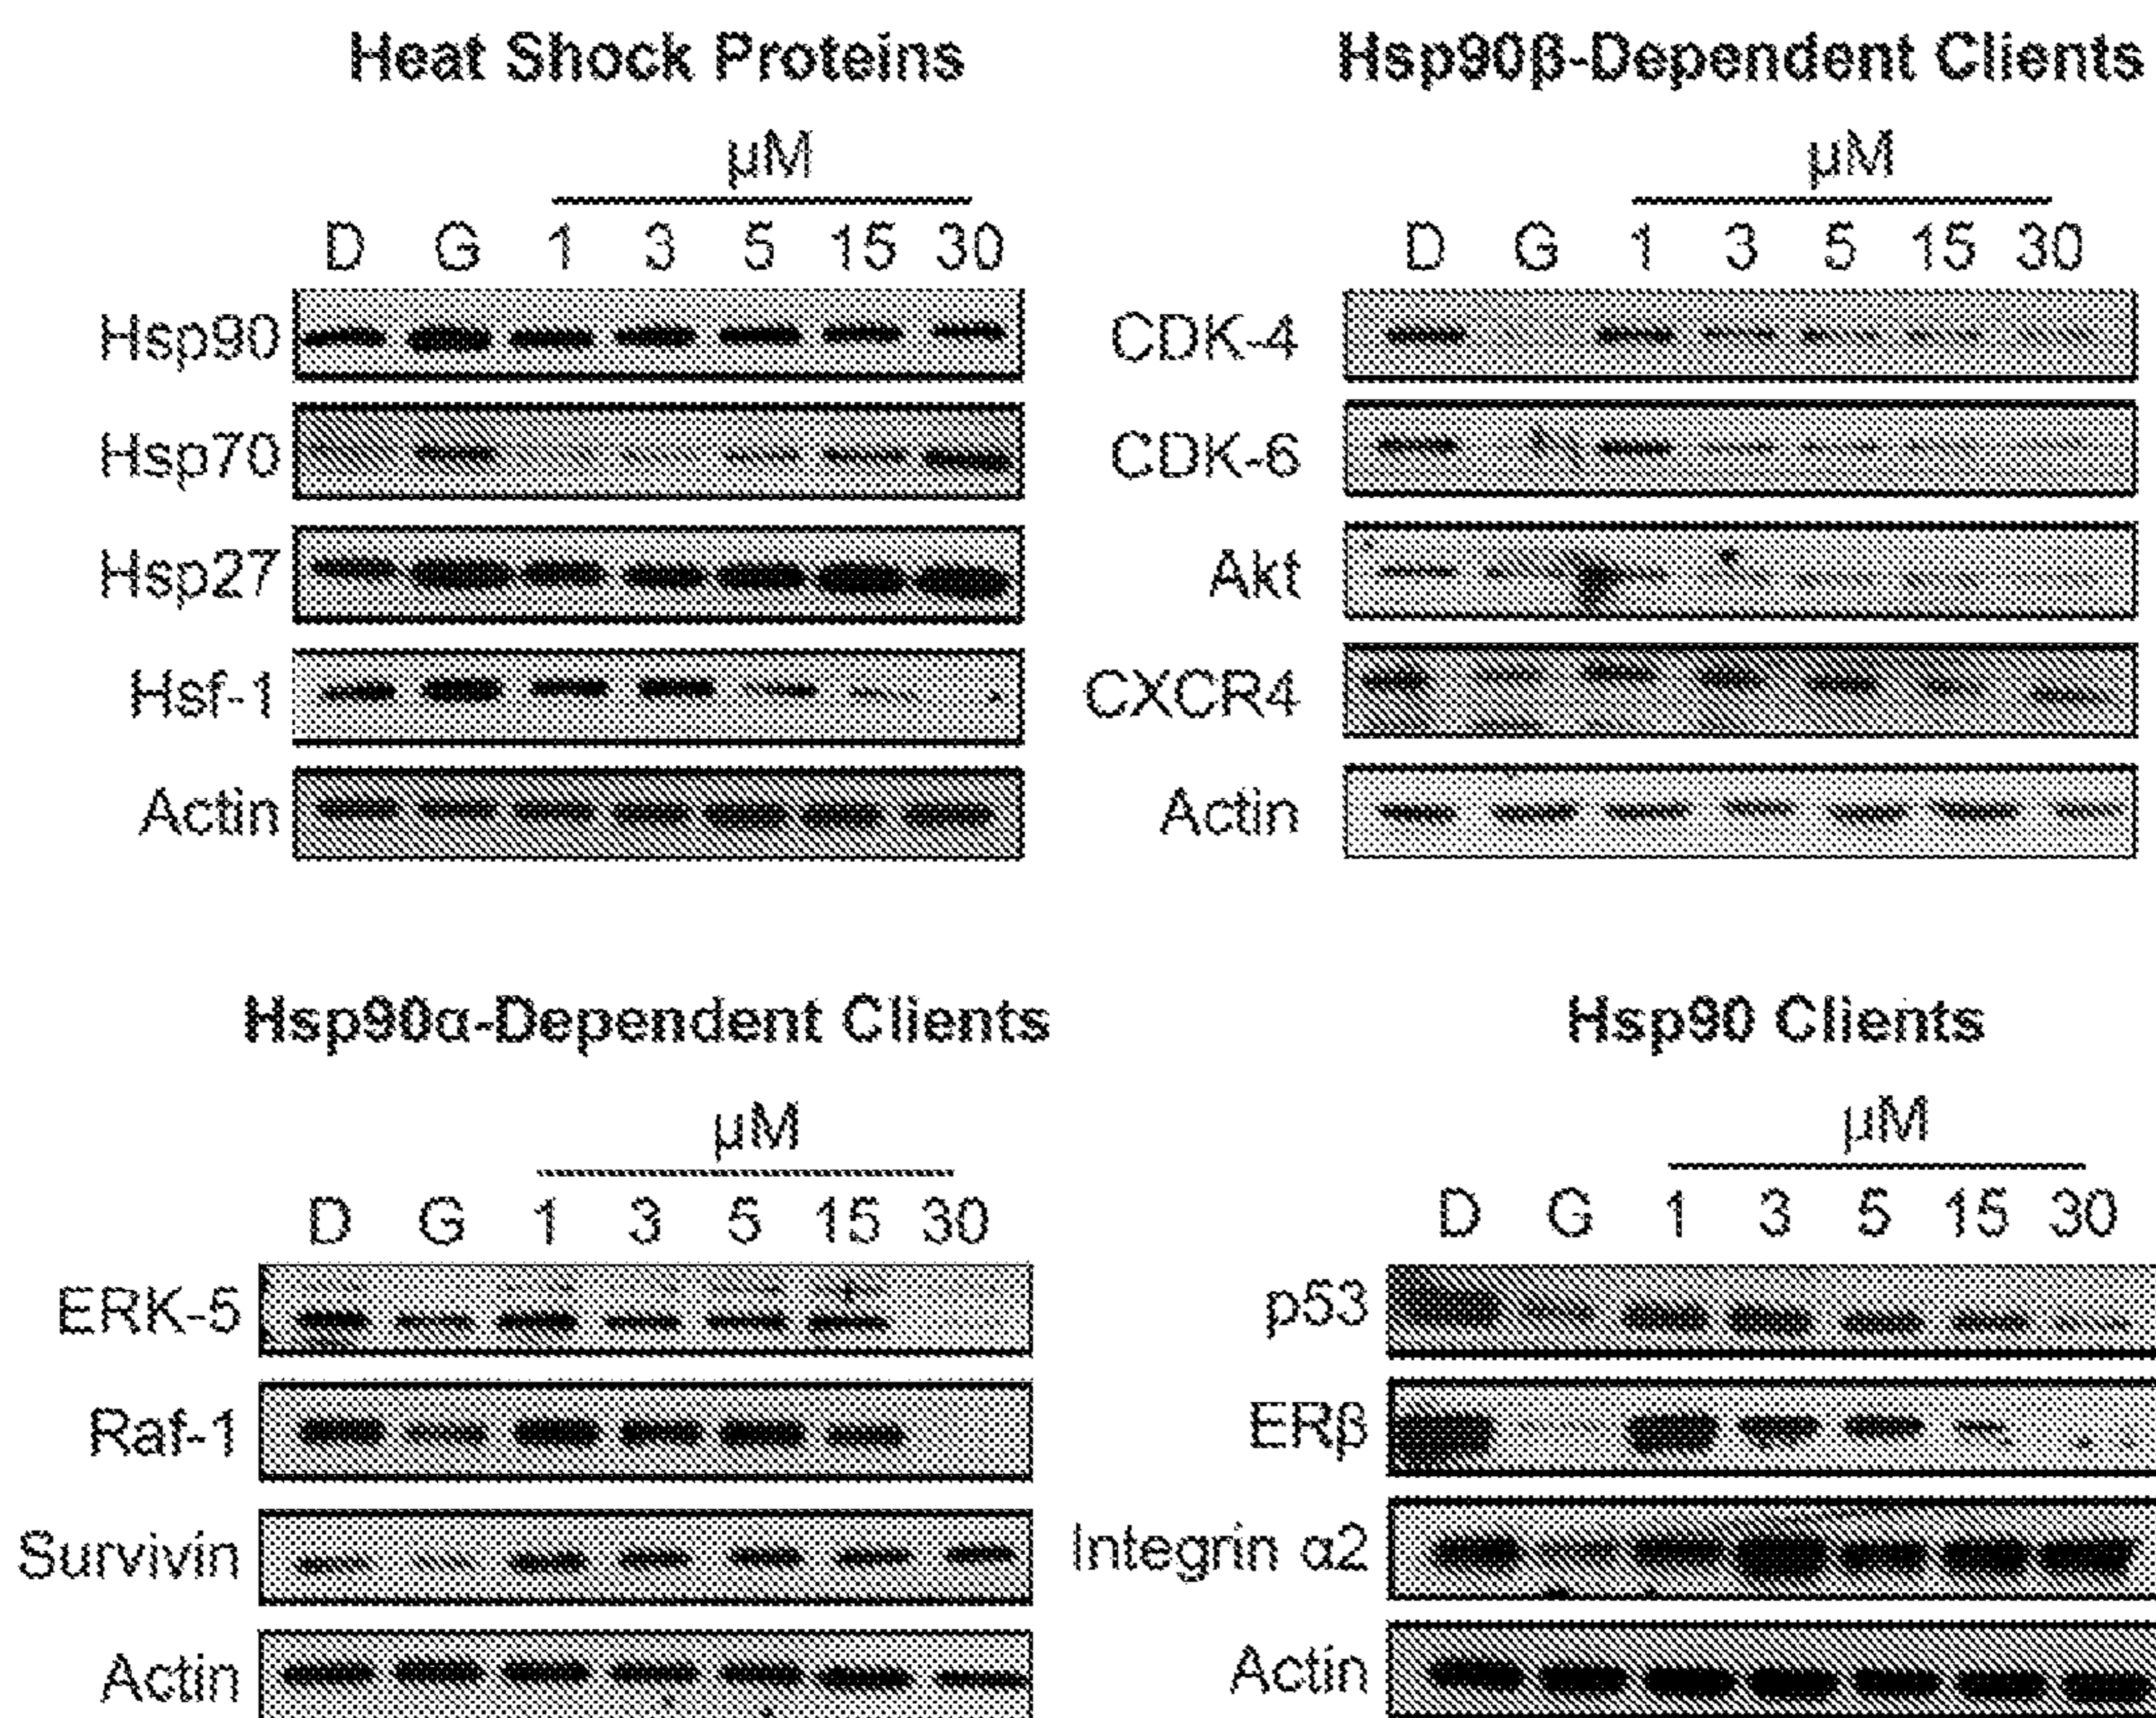 Heat Shock Proteins
µM
D G 1 3 5 15 30
Hsp90
Hsp70
Hsp27
Hsf-1
Actin
Hsp90β-Dependent Clients
µM
D G 1 3 5 15 30
CDK-4
CDK-6
Akt
CXCR4
Actin
Hsp90α-Dependent Clients
µM
D G 1 3 5 15 30
ERK-5
Raf-1
Survivin
Actin
Hsp90 Clients
µM
D G 1 3 5 15 30
p53
ERβ
Integrin α2
Actin